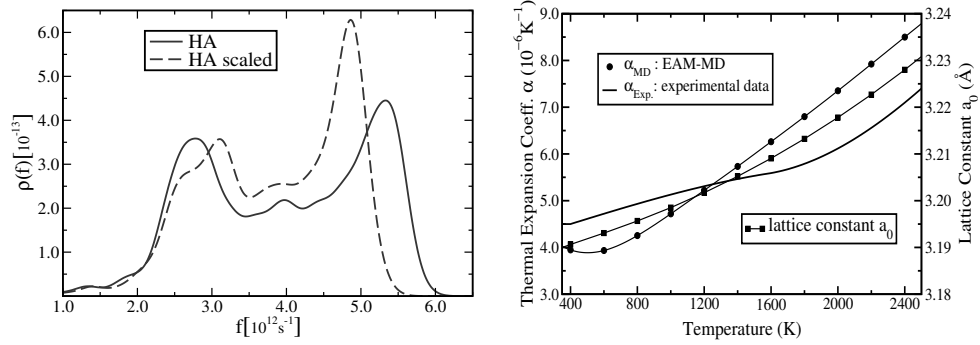 6.0
5.0
4.0
3.0
2.0
1.0
ρ(f)[10⁻¹³]
HA
HA scaled
1.0 2.0 3.0 4.0 5.0 6.0
f[10¹²s⁻¹]
9.0
8.0
7.0
6.0
5.0
4.0
3.0
Thermal Expansion Coeff. α (10⁻⁶K⁻¹)
α_MD : EAM-MD
α_Exp.: experimental data
lattice constant a₀
3.24
3.23
3.22
3.21
3.20
3.19
3.18
Lattice Constant a₀ (Å)
400 800 1200 1600 2000 2400
Temperature (K)